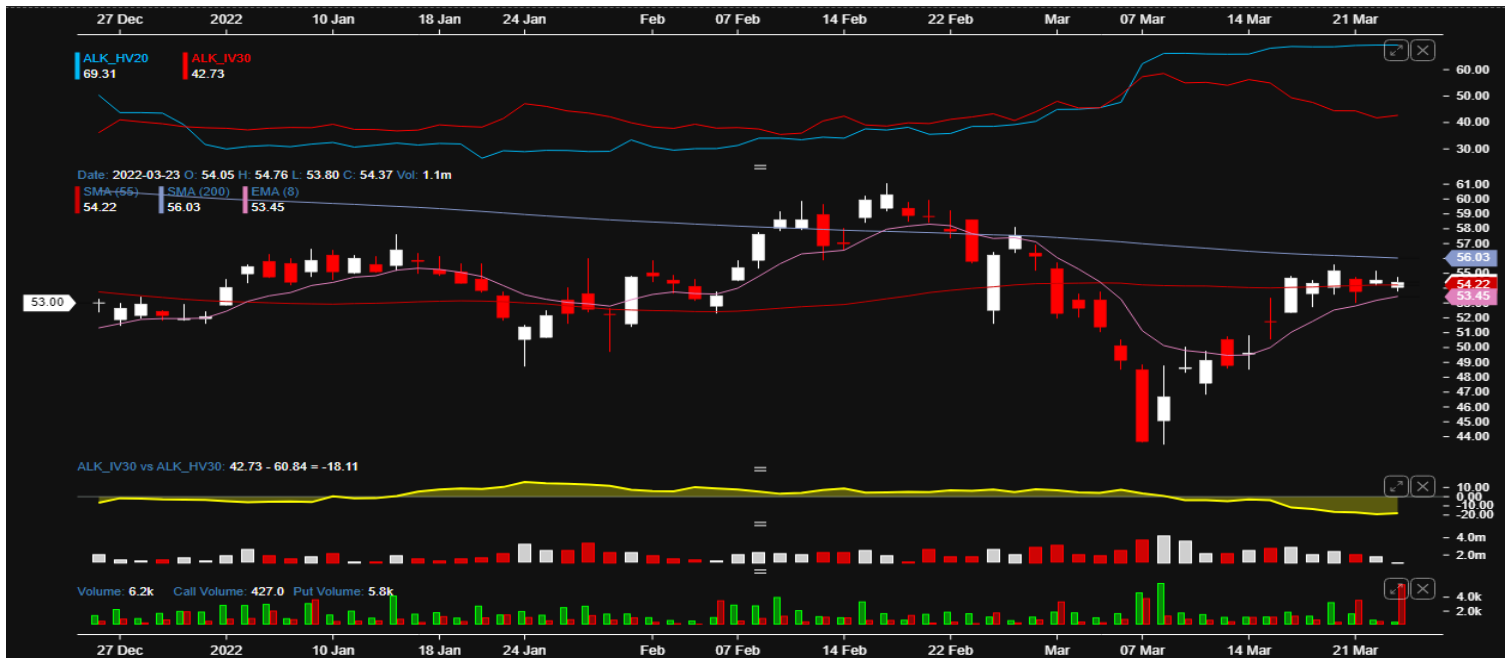 27 Dec 2022 10 Jan 18 Jan 24 Jan Feb 07 Feb 14 Feb 22 Feb Mar 07 Mar 14 Mar 21 Mar
ALK_HV20 ALK_IV30
69.31 42.73
60.00
50.00
40.00
30.00
Date: 2022-03-23 O: 54.05 H: 54.76 L: 53.80 C: 54.37 Vol: 1.1m
SMA (55) SMA (200) EMA (8)
54.22 56.03 53.45
61.00
60.00
59.00
58.00
57.00
56.03
55.00
54.22
53.45
53.00
52.00
51.00
50.00
49.00
48.00
47.00
46.00
45.00
44.00
ALK_IV30 vs ALK_HV30: 42.73 - 60.84 = -18.11
10.00
0.00
-10.00
-20.00
4.0m
2.0m
Volume: 6.2k Call Volume: 427.0 Put Volume: 5.8k
4.0k
2.0k
27 Dec 2022 10 Jan 18 Jan 24 Jan Feb 07 Feb 14 Feb 22 Feb Mar 07 Mar 14 Mar 21 Mar